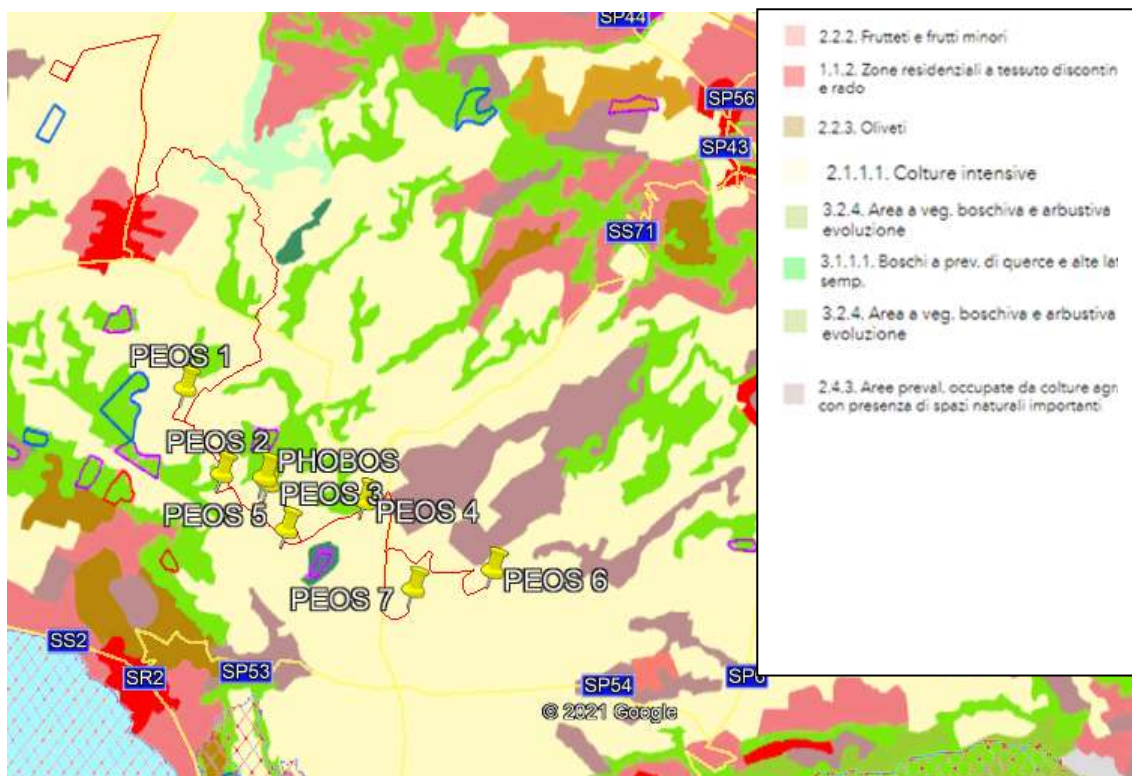 SP44
SP56
SP43
SS71
PEOS 1
PEOS 2
PHOBOS
PEOS 3
PEOS 5
PEOS 4
PEOS 6
PEOS 7
SS2
SR2
SP53
SP54
SP6
© 2021 Google
2.2.2. Frutteti e frutti minori
1.1.2. Zone residenziali a tessuto discontin
e rado
2.2.3. Oliveti
2.1.1.1. Colture intensive
3.2.4. Area a veg. boschiva e arbustiva
evoluzione
3.1.1.1. Boschi a prev. di querce e alte lat
semp.
3.2.4. Area a veg. boschiva e arbustiva
evoluzione
2.4.3. Aree preval. occupate da colture agr
con presenza di spazi naturali importanti